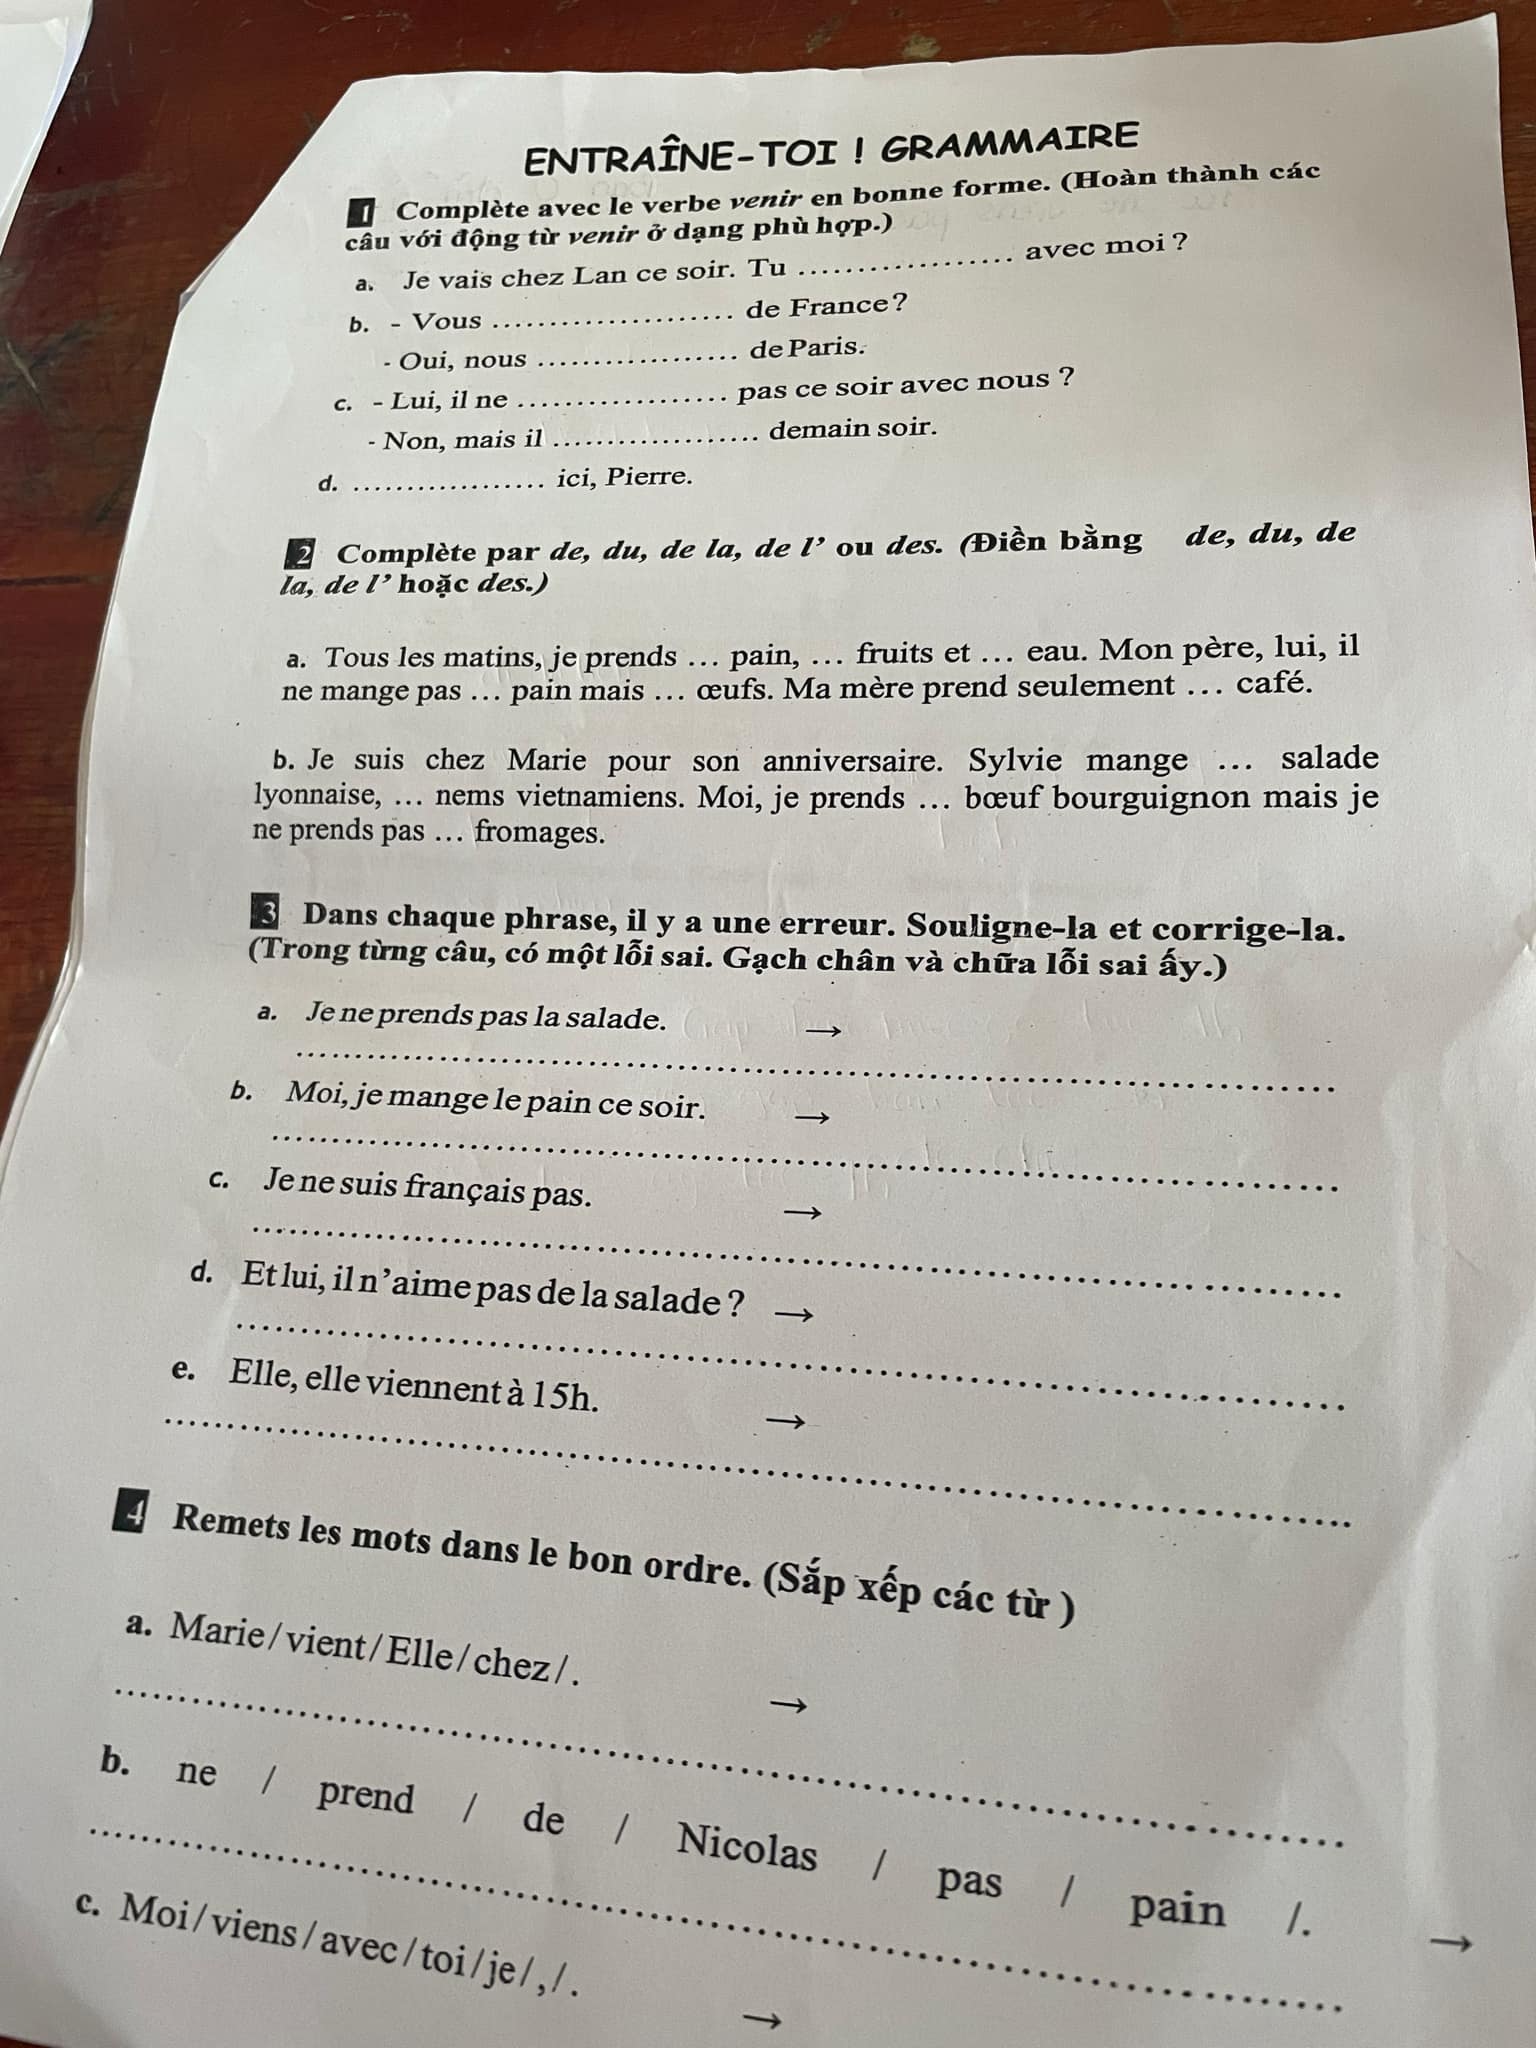 ENTRAÎNE-TOI ! GRAMMAIRE
1 Complète avec le verbe venir en bonne forme. (Hoàn thành các
câu với động từ venir ở dạng phù hợp.)
a. Je vais chez Lan ce soir. Tu .................... avec moi ?
b. - Vous ....................... de France?
- Oui, nous ................... de Paris.
c. - Lui, il ne .................... pas ce soir avec nous ?
- Non, mais il .................... demain soir.
d. ................... ici, Pierre.
2 Complète par de, du, de la, de l’ ou des. (Điền bằng de, du, de
la, de l’ hoặc des.)
a. Tous les matins, je prends … pain, … fruits et … eau. Mon père, lui, il
ne mange pas … pain mais … œufs. Ma mère prend seulement … café.
b. Je suis chez Marie pour son anniversaire. Sylvie mange … salade
lyonnaise, … nems vietnamiens. Moi, je prends … bœuf bourguignon mais je
ne prends pas … fromages.
3 Dans chaque phrase, il y a une erreur. Souligne-la et corrige-la.
(Trong từng câu, có một lỗi sai. Gạch chân và chữa lỗi sai ấy.)
a. Je ne prends pas la salade. →
................................................................................
b. Moi, je mange le pain ce soir. →
................................................................................
c. Je ne suis français pas. →
................................................................................
d. Et lui, il n’aime pas de la salade ? →
................................................................................
e. Elle, elle viennent à 15h. →
................................................................................
4 Remets les mots dans le bon ordre. (Sắp xếp các từ )
a. Marie / vient / Elle / chez / . →
................................................................................
b. ne / prend / de / Nicolas / pas / pain /. →
................................................................................
c. Moi / viens / avec / toi / je / , / . →